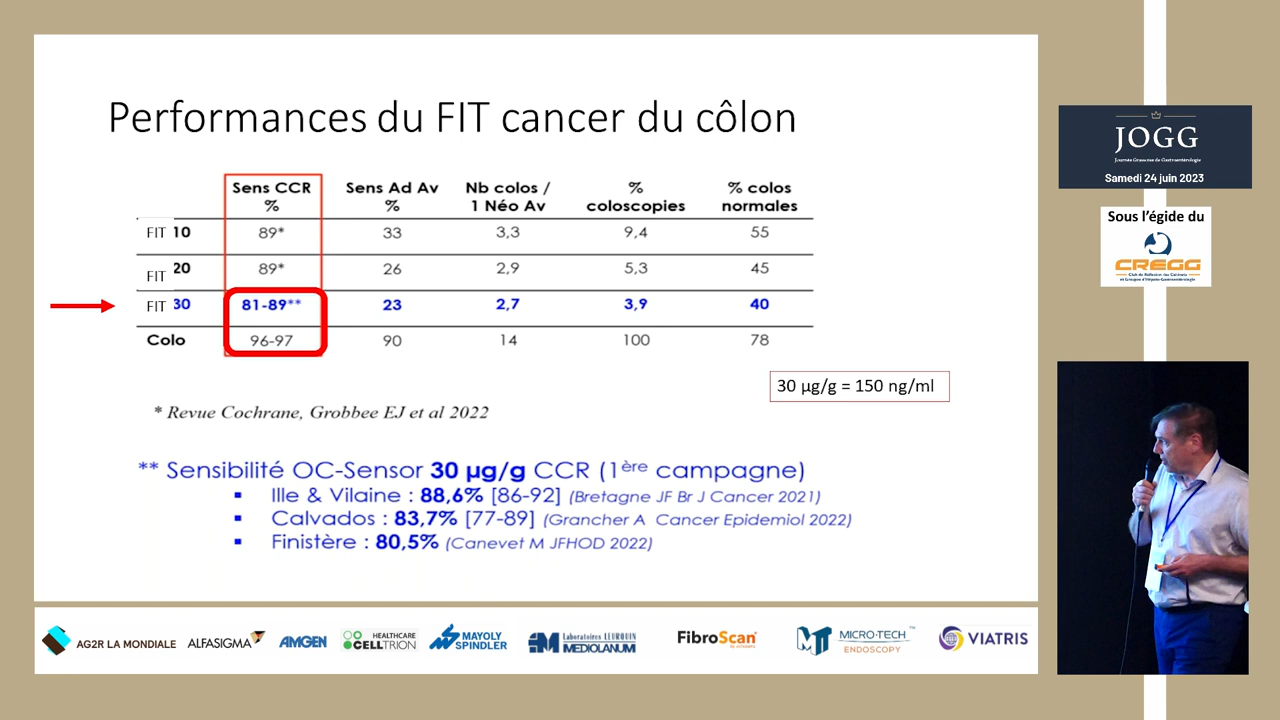 Performances du FIT cancer du côlon
Sens CCR % Sens Ad Av % Nb colos / 1 Néo Av % coloscopies % colos normales
FIT 10 89* 33 3,3 9,4 55
FIT 20 89* 26 2,9 5,3 45
FIT 30 81-89** 23 2,7 3,9 40
Colo 96-97 90 14 100 78
30 µg/g = 150 ng/ml
* Revue Cochrane, Grobbee EJ et al 2022
** Sensibilité OC-Sensor 30 µg/g CCR (1ère campagne)
▪ Ille & Vilaine : 88,6% [86-92] (Bretagne JF Br J Cancer 2021)
▪ Calvados : 83,7% [77-89] (Grancher A Cancer Epidemiol 2022)
▪ Finistère : 80,5% (Canevet M JFHOD 2022)
JOGG
Samedi 24 juin 2023
Sous l’égide du
CREGG
Club de Réflexion des Cabinets
et Groupes d'Hépato-Gastroentérologie
AG2R LA MONDIALE
ALFASIGMA
AMGEN
HEALTHCARE
CELLTRION
MAYOLY
SPINDLER
Laboratoires LEURQUIN
MEDIOLANUM
FibroScan
MICRO-TECH™
ENDOSCOPY
VIATRIS